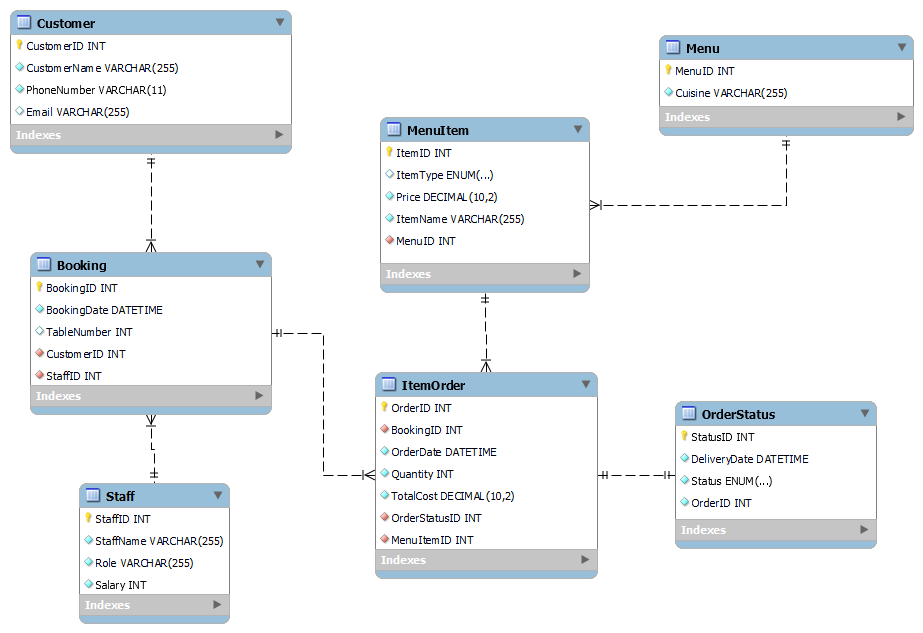 Customer
CustomerID INT
CustomerName VARCHAR(255)
PhoneNumber VARCHAR(11)
Email VARCHAR(255)
Indexes
Menu
MenuID INT
Cuisine VARCHAR(255)
Indexes
MenuItem
ItemID INT
ItemType ENUM(...)
Price DECIMAL(10,2)
ItemName VARCHAR(255)
MenuID INT
Indexes
Booking
BookingID INT
BookingDate DATETIME
TableNumber INT
CustomerID INT
StaffID INT
Indexes
ItemOrder
OrderID INT
BookingID INT
OrderDate DATETIME
Quantity INT
TotalCost DECIMAL(10,2)
OrderStatusID INT
MenuItemID INT
Indexes
OrderStatus
StatusID INT
DeliveryDate DATETIME
Status ENUM(...)
OrderID INT
Indexes
Staff
StaffID INT
StaffName VARCHAR(255)
Role VARCHAR(255)
Salary INT
Indexes